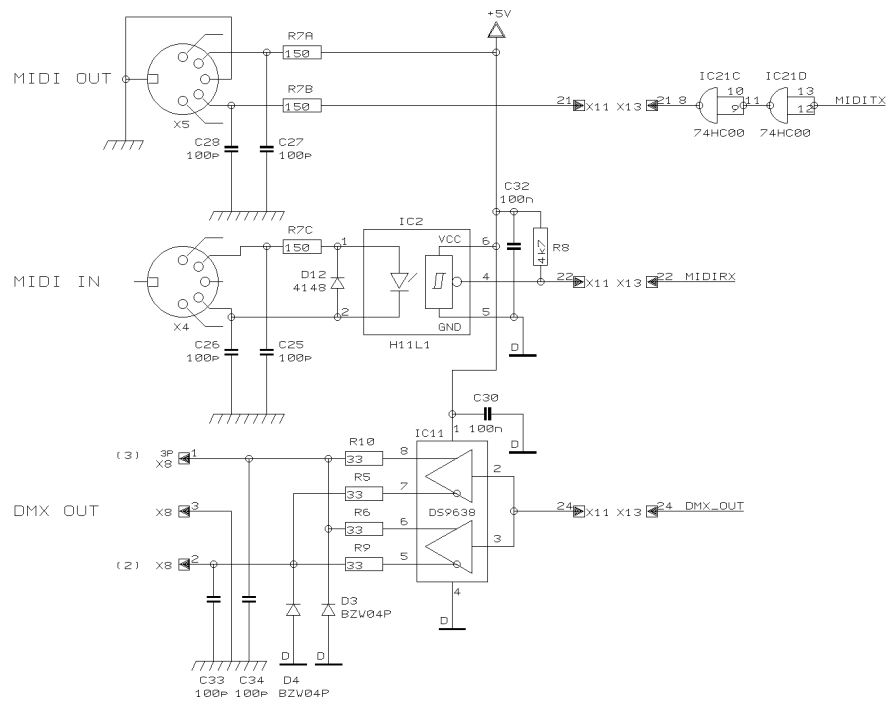 +5V
R7A
150
MIDI OUT
R7B
150
X5
C28
100p
C27
100p
21 X11 X13 21 8
IC21C
10
9
74HC00
11
IC21D
13
12
74HC00
MIDITX
C32
100n
R7C
150
IC2
1
VCC
6
R8
4k7
MIDI IN
D12
4148
4
22 X11 X13 22 MIDIRX
2
GND
5
X4
H11L1
D
C26
100p
C25
100p
C30
100n
1
IC11
D
(3) 3P X8 1
R10
33
8
R5
33
7
2
DMX OUT
X8 3
DS9638
24 X11 X13 24 DMX_OUT
R6
33
6
3
(2) X8 2
R9
33
5
4
D3
BZW04P
D
D
D
C33
100p
C34
100p
D4
BZW04P